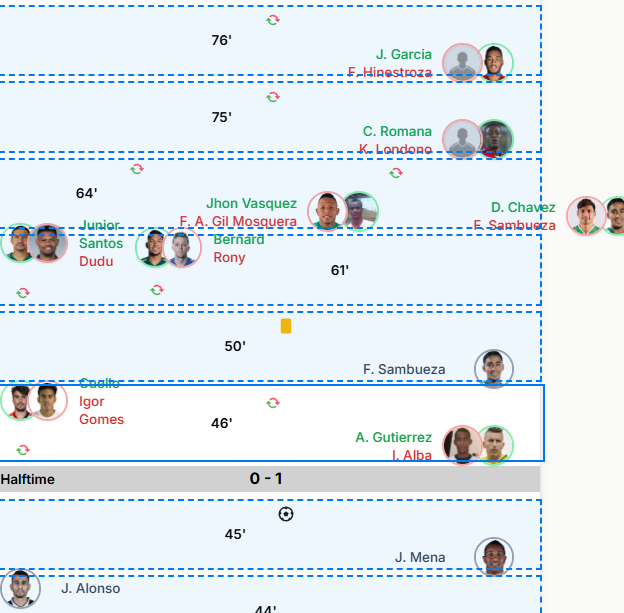 76'
J. Garcia
F. Hinestroza
75'
C. Romana
K. Londono
64'
Jhon Vasquez
F. A. Gil Mosquera
D. Chavez
F. Sambueza
Junior
Santos
Dudu
Bernard
Rony
61'
50'
F. Sambueza
Cuello
Igor
Gomes
46'
A. Gutierrez
I. Alba
Halftime
0 - 1
45'
J. Mena
J. Alonso
44'